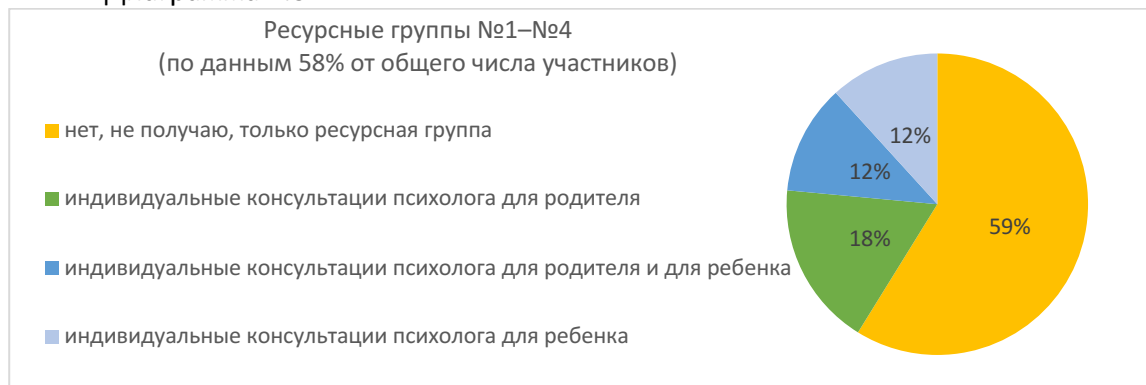 Ресурсные группы №1–№4
(по данным 58% от общего числа участников)
нет, не получаю, только ресурсная группа
индивидуальные консультации психолога для родителя
индивидуальные консультации психолога для родителя и для ребенка
индивидуальные консультации психолога для ребенка
12%
12%
18%
59%